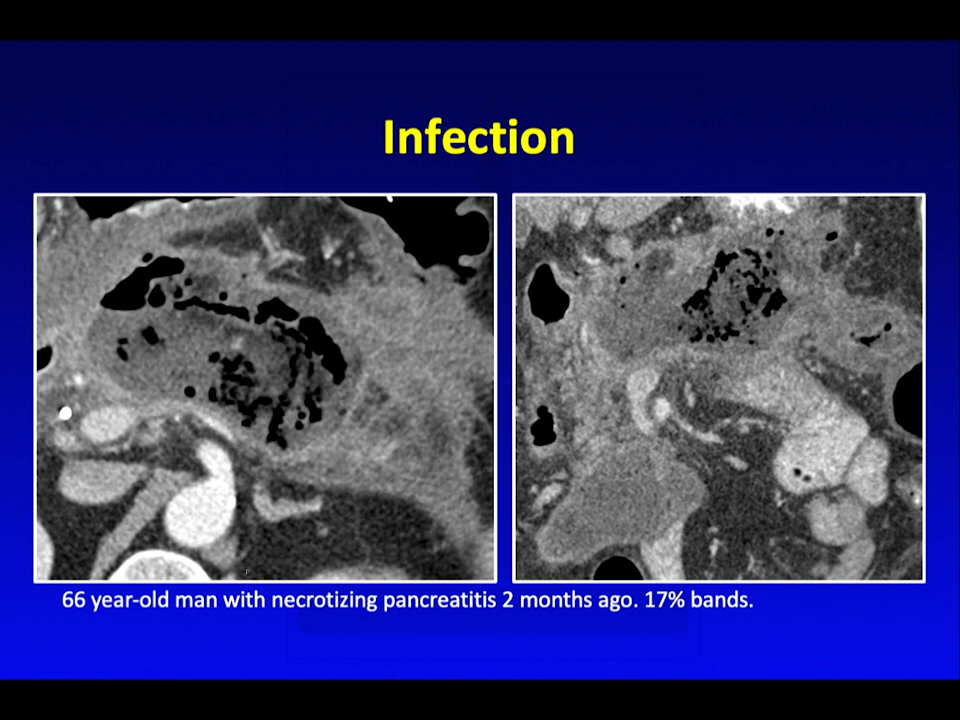 Infection
66 year-old man with necrotizing pancreatitis 2 months ago. 17% bands.